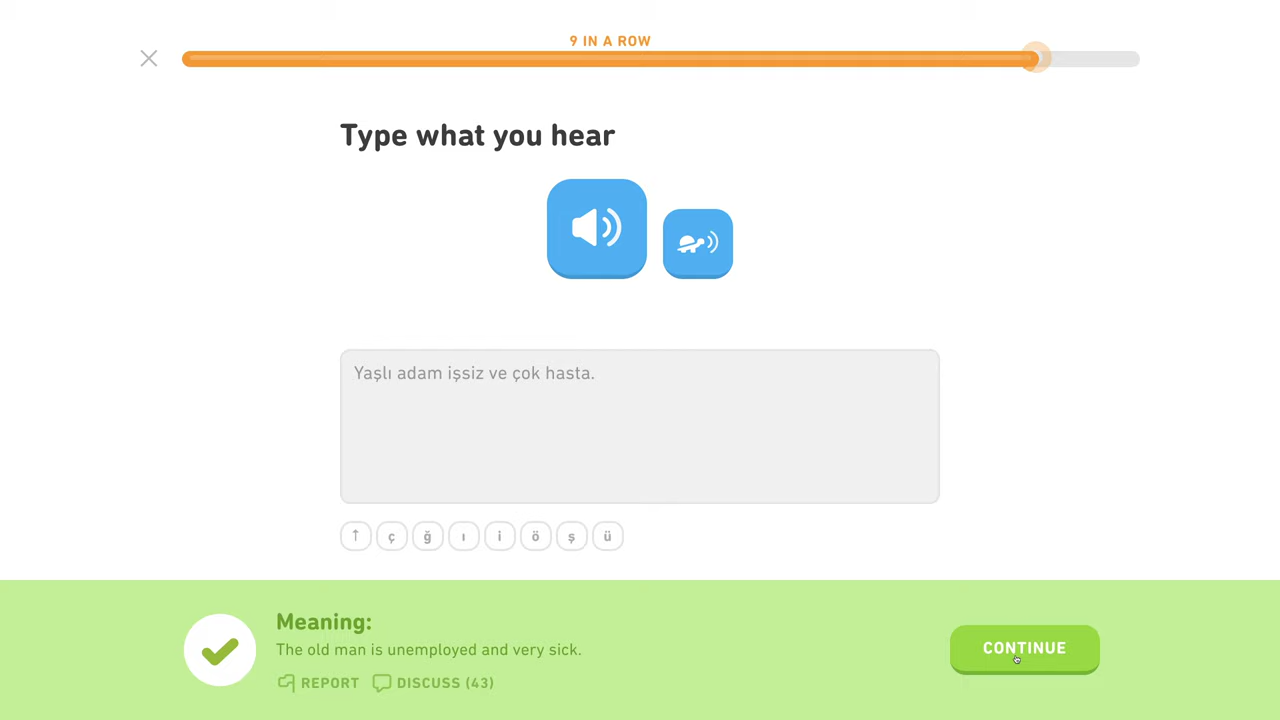 9 IN A ROW
Type what you hear
Yaşlı adam işsiz ve çok hasta.
↑ ç ğ ı i ö ş ü
Meaning:
The old man is unemployed and very sick.
REPORT DISCUSS (43)
CONTINUE